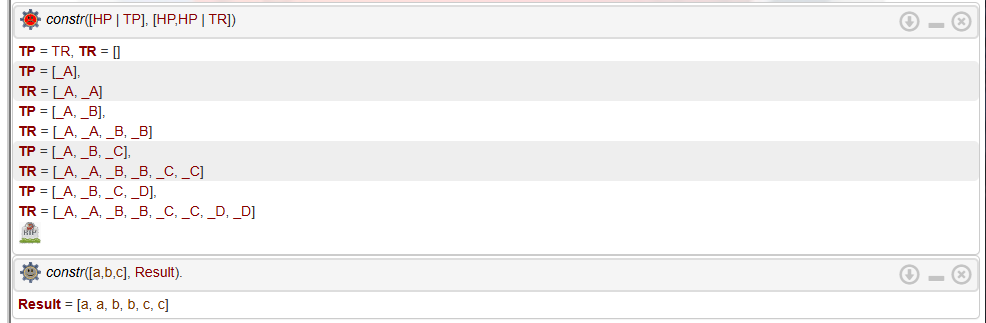 constr([HP | TP], [HP,HP | TR])
TP = TR, TR = []
TP = [_A],
TR = [_A, _A]
TP = [_A, _B],
TR = [_A, _A, _B, _B]
TP = [_A, _B, _C],
TR = [_A, _A, _B, _B, _C, _C]
TP = [_A, _B, _C, _D],
TR = [_A, _A, _B, _B, _C, _C, _D, _D]
RIP
constr([a,b,c], Result).
Result = [a, a, b, b, c, c]